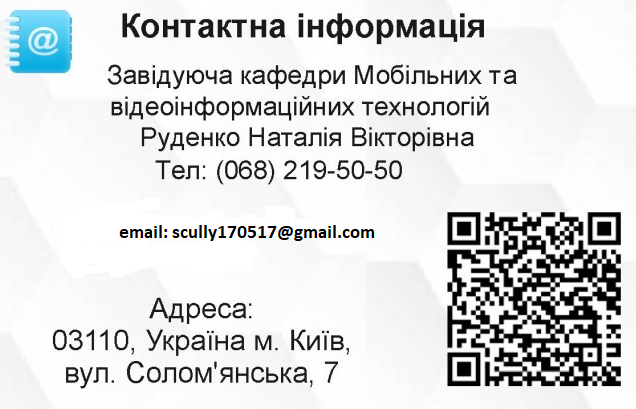 @
Контактна інформація
Завідуюча кафедри Мобільних та
відеоінформаційних технологій
Руденко Наталія Вікторівна
Тел: (068) 219-50-50
email: scully170517@gmail.com
Адреса:
03110, Україна м. Київ,
вул. Солом'янська, 7